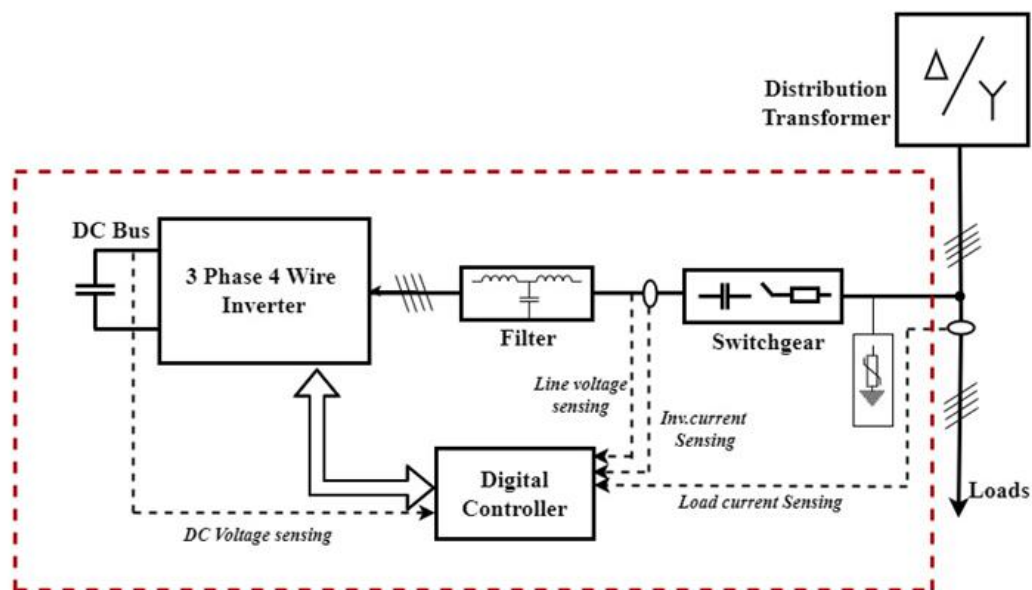 Distribution
Transformer
DC Bus
3 Phase 4 Wire
Inverter
Filter
Switchgear
Line voltage
sensing
Inv.current
Sensing
Digital
Controller
Load current Sensing
Loads
DC Voltage sensing